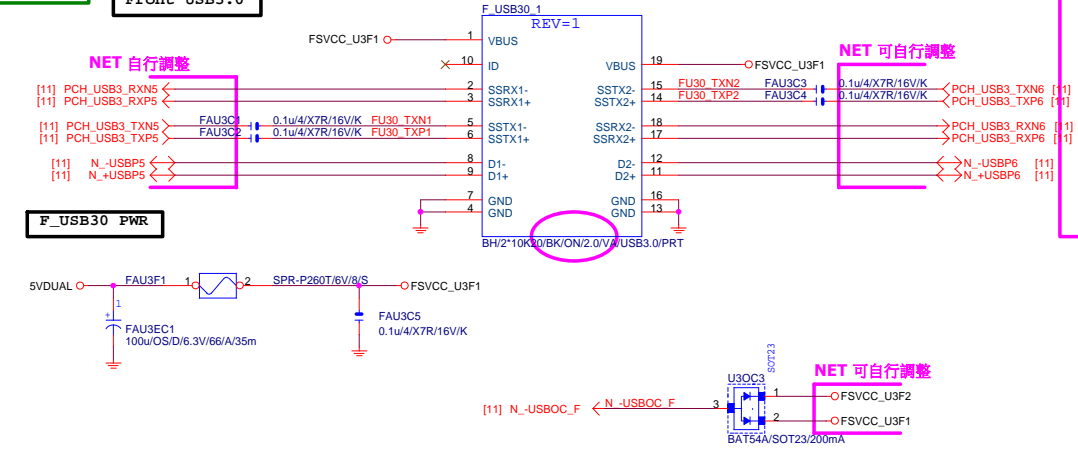 Front USB3.0
F_USB30_1
REV=1
FSVCC_U3F1
1
VBUS
10
ID
VBUS
19
FSVCC_U3F1
NET 自行調整
NET 可自行調整
[11] PCH_USB3_RXN5
2
SSRX1-
[11] PCH_USB3_RXP5
3
SSRX1+
SSTX2-
15
FU30_TXN2
FAU3C3
0.1u/4/X7R/16V/K
PCH_USB3_TXN6 [11]
SSTX2+
14
FU30_TXP2
FAU3C4
0.1u/4/X7R/16V/K
PCH_USB3_TXP6 [11]
[11] PCH_USB3_TXN5
FAU3C1
0.1u/4/X7R/16V/K
FU30_TXN1
5
SSTX1-
[11] PCH_USB3_TXP5
FAU3C2
0.1u/4/X7R/16V/K
FU30_TXP1
6
SSTX1+
SSRX2-
18
PCH_USB3_RXN6 [11]
SSRX2+
17
PCH_USB3_RXP6 [11]
[11] N_-USBP5
8
D1-
[11] N_+USBP5
9
D1+
D2-
12
N_-USBP6 [11]
D2+
11
N_+USBP6 [11]
7
GND
4
GND
GND
16
GND
13
BH/2*10K20/BK/ON/2.0/VA/USB3.0/PRT
F_USB30 PWR
5VDUAL
FAU3F1
1
2
SPR-P260T/6V/8/S
FSVCC_U3F1
1
+
FAU3EC1
100u/OS/D/6.3V/66/A/35m
FAU3C5
0.1u/4/X7R/16V/K
SOT23
U3OC3
NET 可自行調整
[11] N_-USBOC_F
N_-USBOC_F
3
1
FSVCC_U3F2
2
FSVCC_U3F1
BAT54A/SOT23/200mA